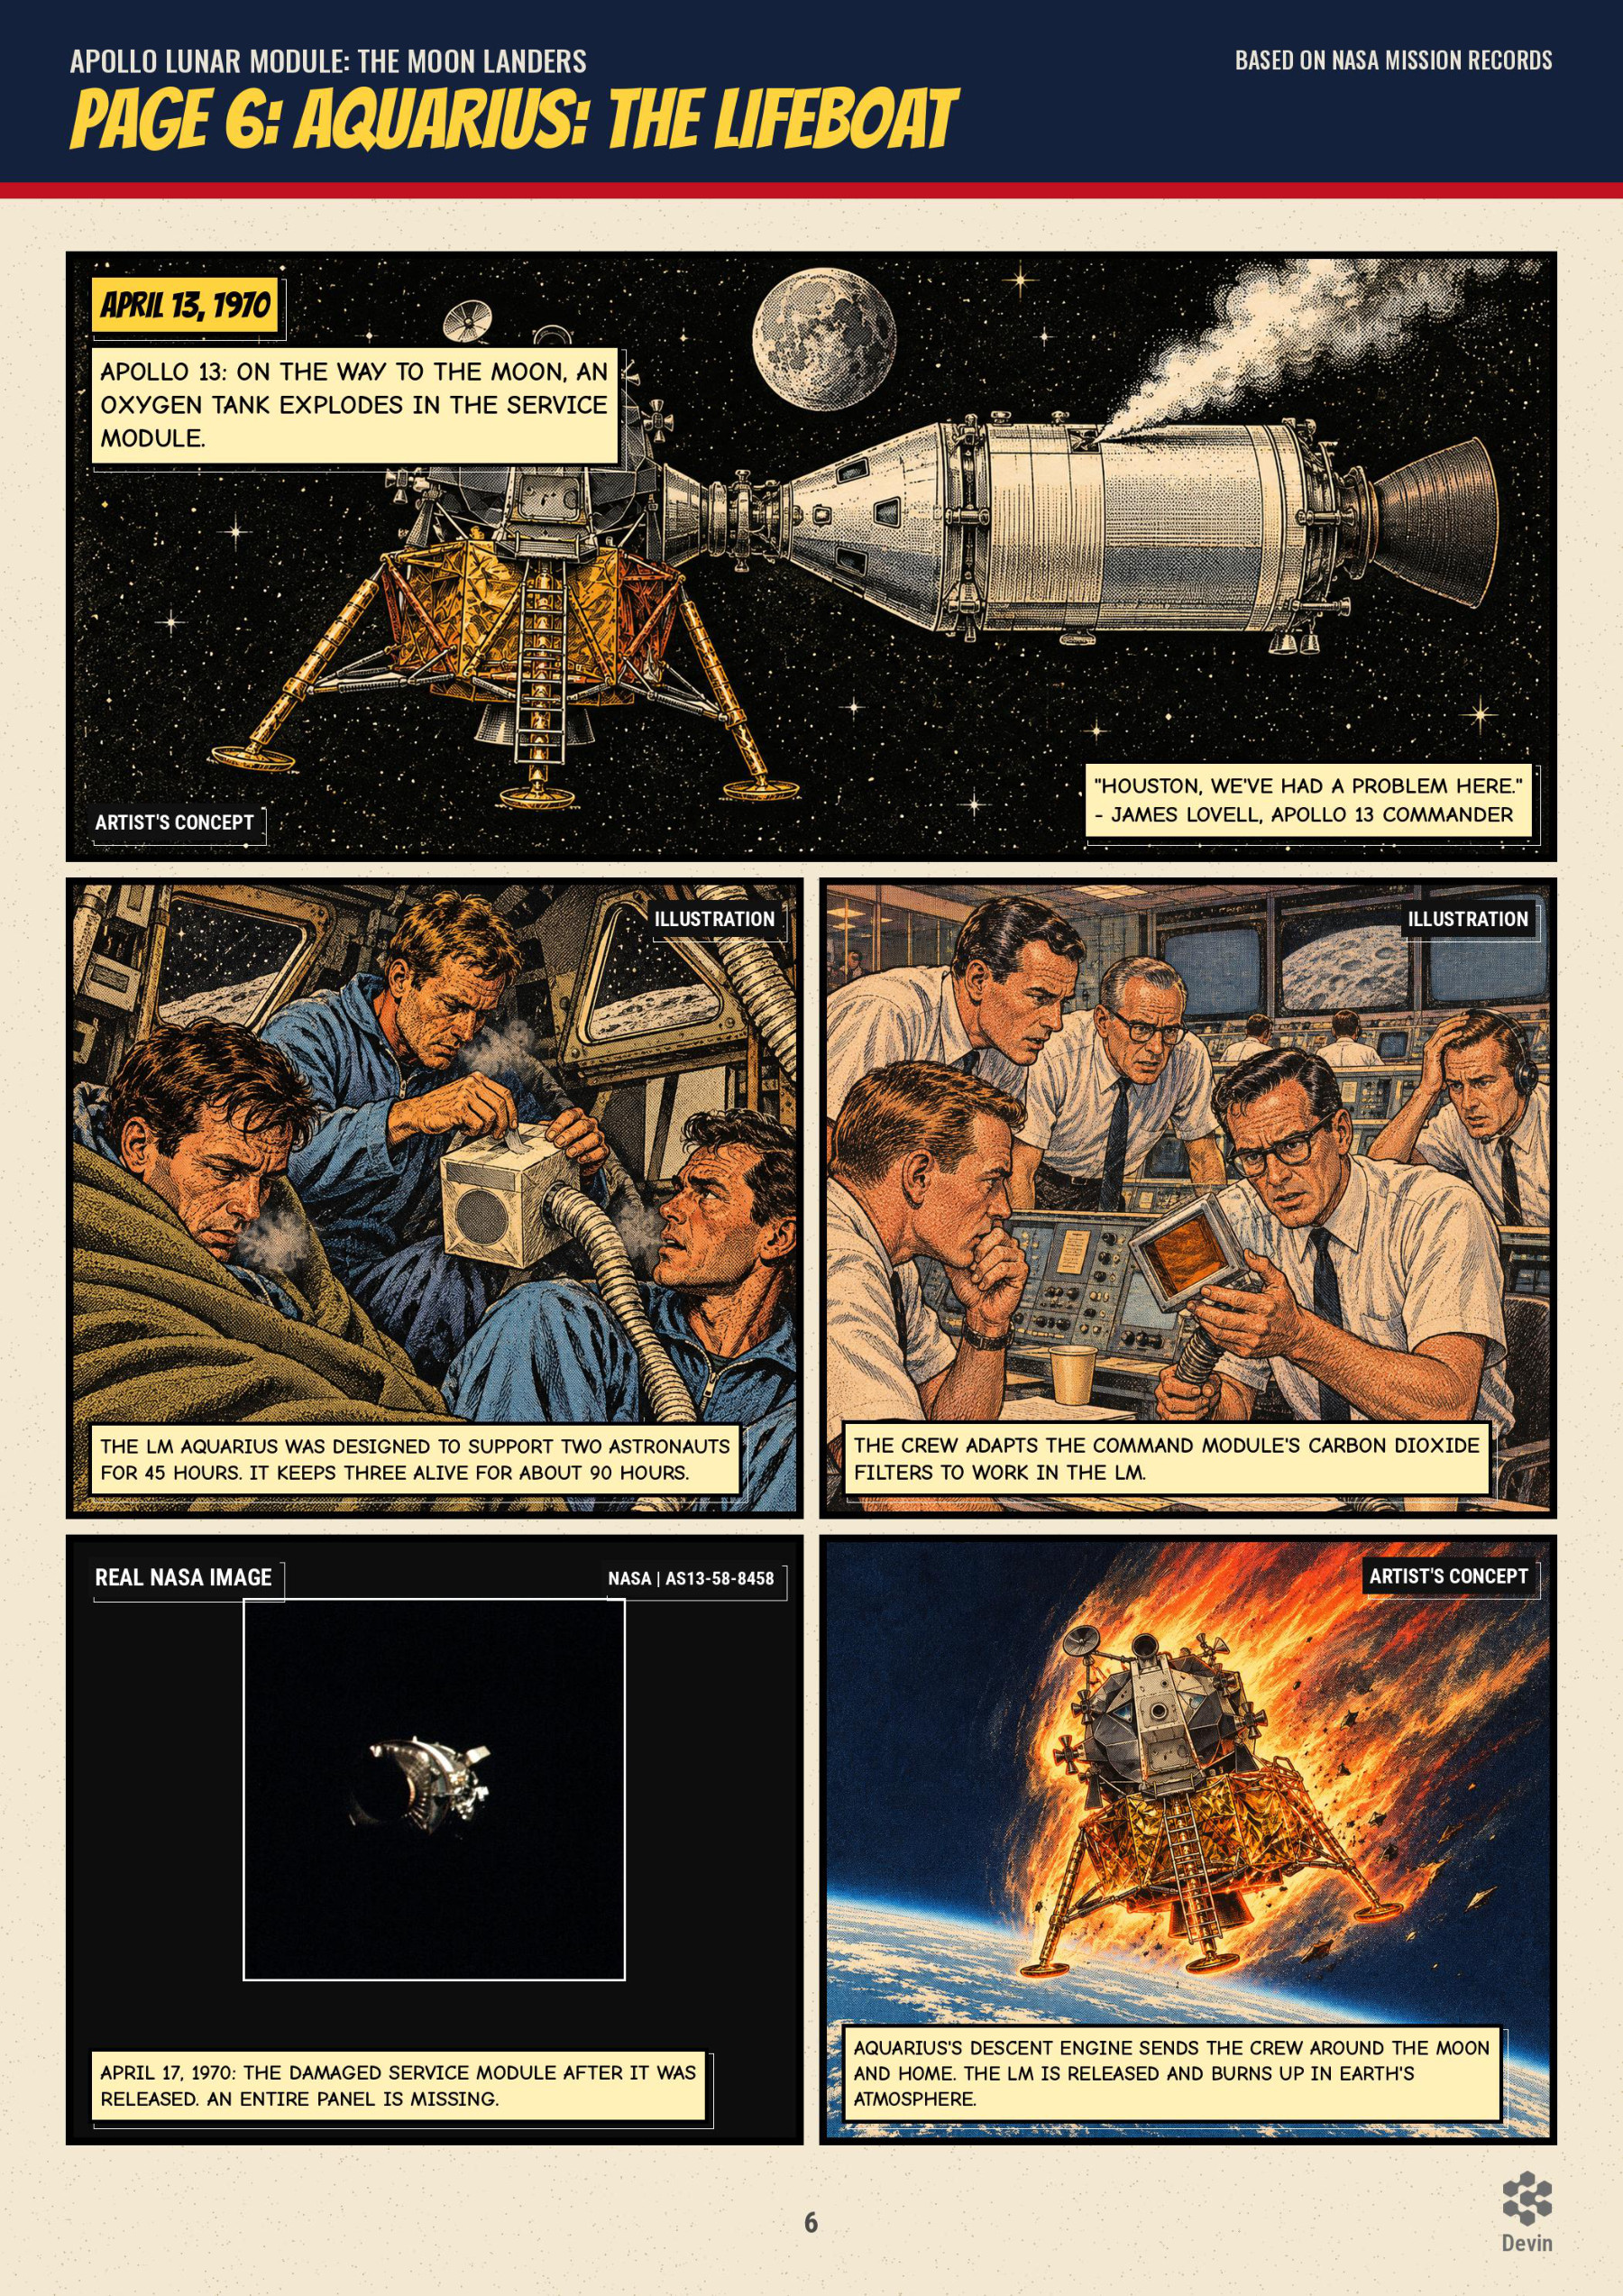 APOLLO LUNAR MODULE: THE MOON LANDERS
BASED ON NASA MISSION RECORDS
PAGE 6: AQUARIUS: THE LIFEBOAT
APRIL 13, 1970
APOLLO 13: ON THE WAY TO THE MOON, AN
OXYGEN TANK EXPLODES IN THE SERVICE
MODULE.
"HOUSTON, WE'VE HAD A PROBLEM HERE."
- JAMES LOVELL, APOLLO 13 COMMANDER
ARTIST'S CONCEPT
ILLUSTRATION
THE LM AQUARIUS WAS DESIGNED TO SUPPORT TWO ASTRONAUTS
FOR 45 HOURS. IT KEEPS THREE ALIVE FOR ABOUT 90 HOURS.
ILLUSTRATION
THE CREW ADAPTS THE COMMAND MODULE'S CARBON DIOXIDE
FILTERS TO WORK IN THE LM.
REAL NASA IMAGE
NASA | AS13-58-8458
APRIL 17, 1970: THE DAMAGED SERVICE MODULE AFTER IT WAS
RELEASED. AN ENTIRE PANEL IS MISSING.
ARTIST'S CONCEPT
AQUARIUS'S DESCENT ENGINE SENDS THE CREW AROUND THE MOON
AND HOME. THE LM IS RELEASED AND BURNS UP IN EARTH'S
ATMOSPHERE.
6
Devin